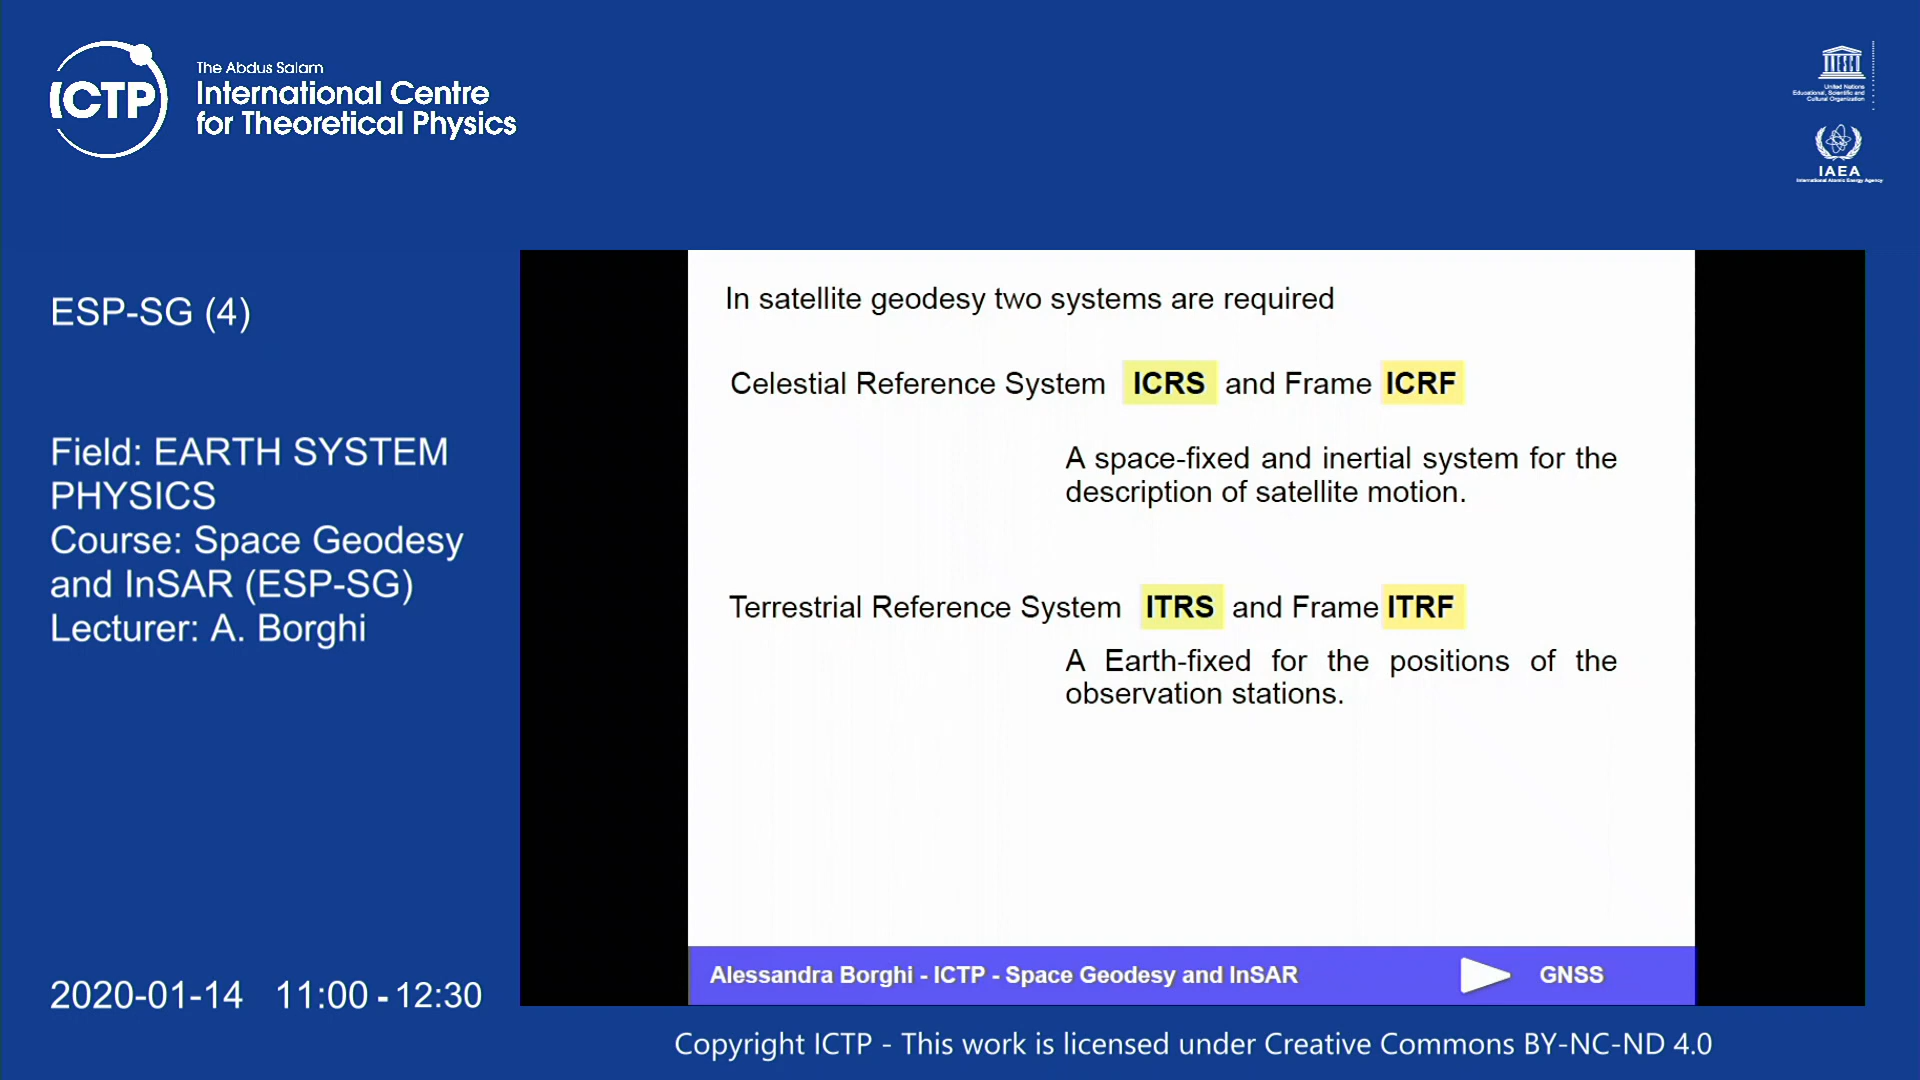 ICTP
The Abdus Salam
International Centre
for Theoretical Physics
United Nations
Educational, Scientific and
Cultural Organization
IAEA
International Atomic Energy Agency
ESP-SG (4)
Field: EARTH SYSTEM
PHYSICS
Course: Space Geodesy
and InSAR (ESP-SG)
Lecturer: A. Borghi
2020-01-14 11:00 - 12:30
In satellite geodesy two systems are required
Celestial Reference System ICRS and Frame ICRF
A space-fixed and inertial system for the
description of satellite motion.
Terrestrial Reference System ITRS and Frame ITRF
A Earth-fixed for the positions of the
observation stations.
Alessandra Borghi - ICTP - Space Geodesy and InSAR GNSS
Copyright ICTP - This work is licensed under Creative Commons BY-NC-ND 4.0